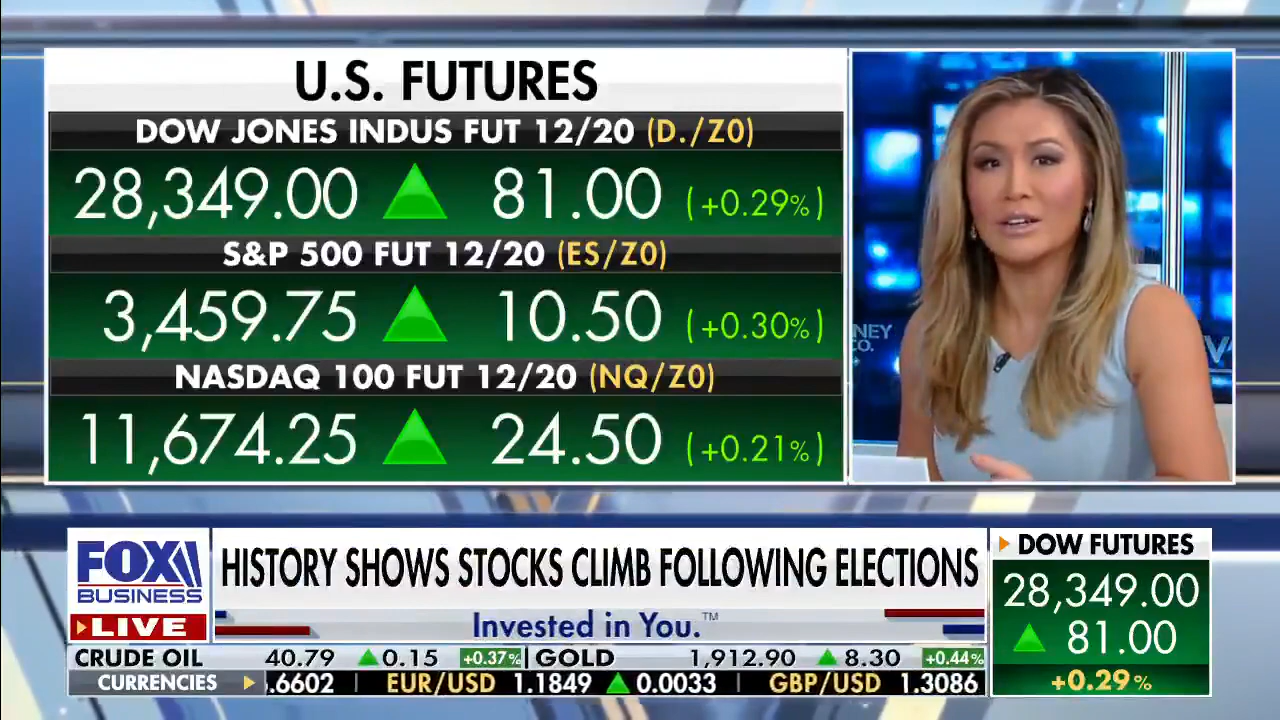 U.S. FUTURES
DOW JONES INDUS FUT 12/20 (D./Z0)
28,349.00 ▲ 81.00 (+0.29%)
S&P 500 FUT 12/20 (ES/Z0)
3,459.75 ▲ 10.50 (+0.30%)
NASDAQ 100 FUT 12/20 (NQ/Z0)
11,674.25 ▲ 24.50 (+0.21%)
NEY
CO.
FOX
BUSINESS
LIVE
HISTORY SHOWS STOCKS CLIMB FOLLOWING ELECTIONS
Invested in You.™
DOW FUTURES
28,349.00
▲ 81.00
+0.29%
CRUDE OIL 40.79 ▲ 0.15 +0.37% GOLD 1,912.90 ▲ 8.30 +0.44%
CURRENCIES .6602 | EUR/USD 1.1849 ▲ 0.0033 | GBP/USD 1.3086